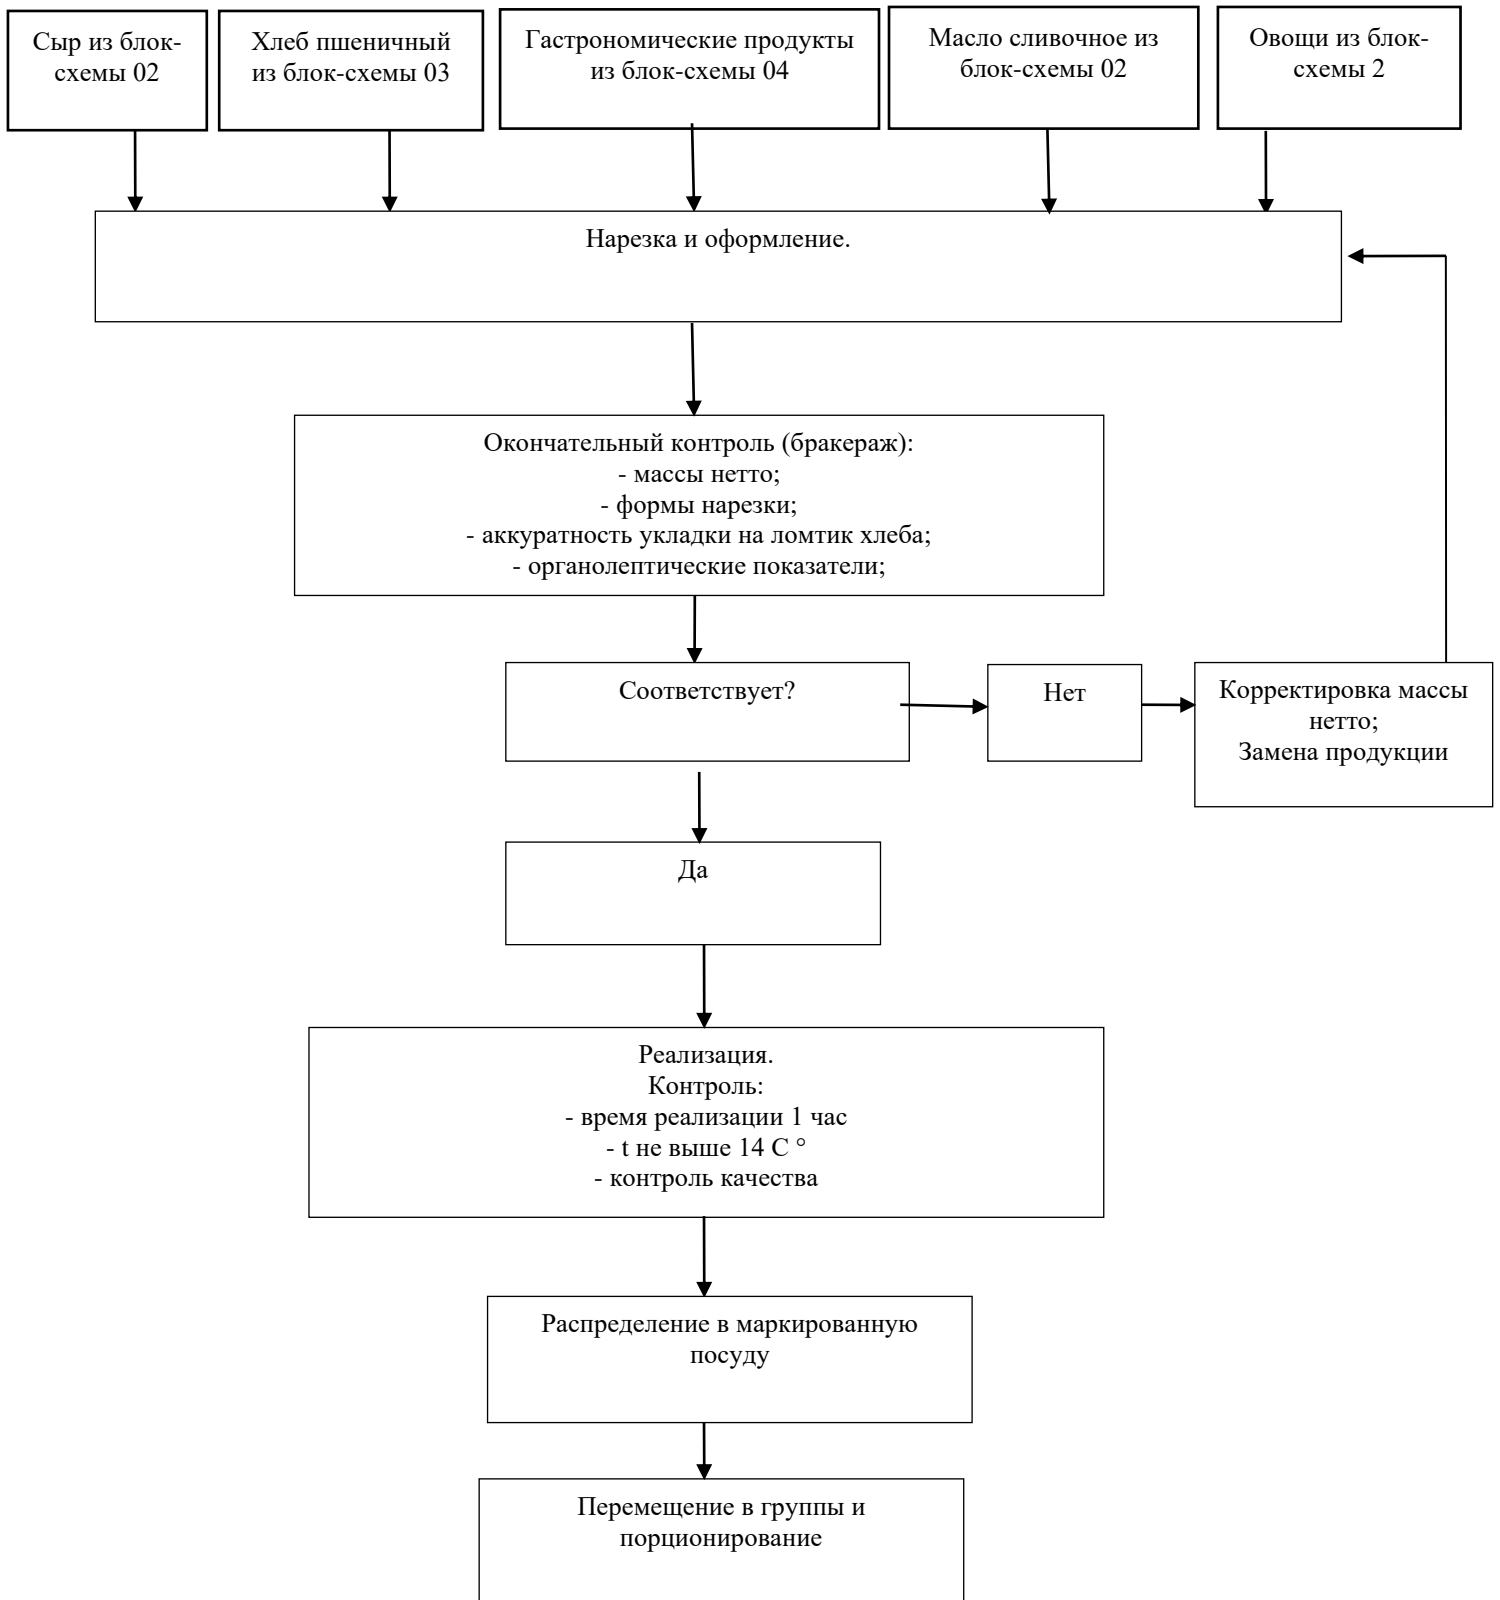 Сыр из блок-
схемы 02
Хлеб пшеничный
из блок-схемы 03
Гастрономические продукты
из блок-схемы 04
Масло сливочное из
блок-схемы 02
Овощи из блок-
схемы 2
Нарезка и оформление.
Окончательный контроль (бракераж):
- массы нетто;
- формы нарезки;
- аккуратность укладки на ломтик хлеба;
- органолептические показатели;
Соответствует?
Нет
Корректировка массы
нетто;
Замена продукции
Да
Реализация.
Контроль:
- время реализации 1 час
- t не выше 14 С °
- контроль качества
Распределение в маркированную
посуду
Перемещение в группы и
порционирование